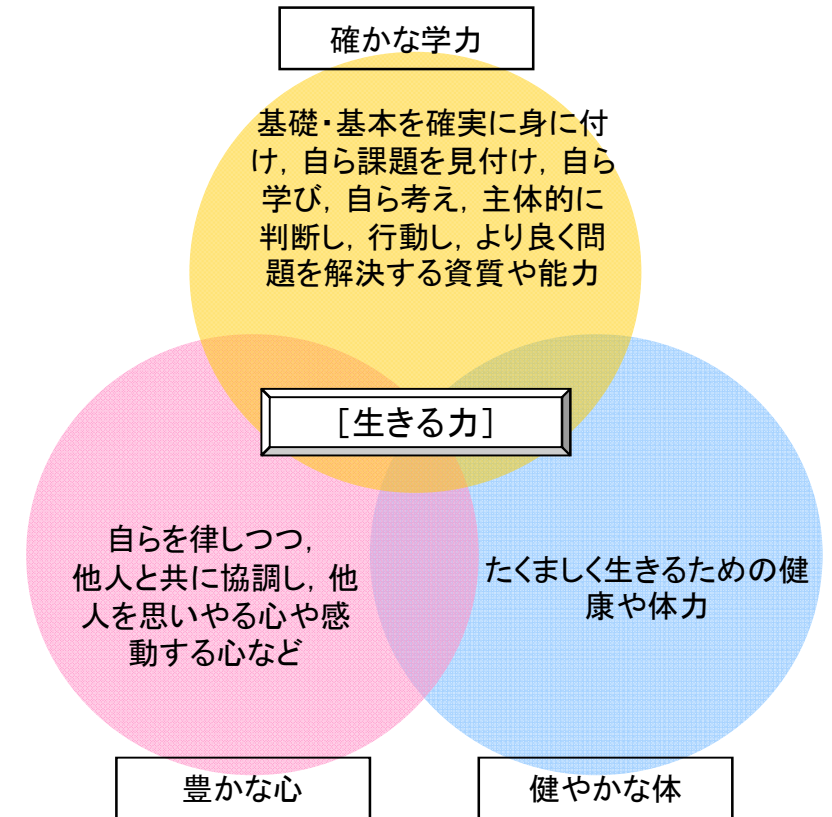 確かな学力
基礎・基本を確実に身に付
け，自ら課題を見付け，自ら
学び，自ら考え，主体的に
判断し，行動し，より良く問
題を解決する資質や能力
［生きる力］
自らを律しつつ，
他人と共に協調し，他
人を思いやる心や感
動する心など
たくましく生きるための健
康や体力
豊かな心
健やかな体